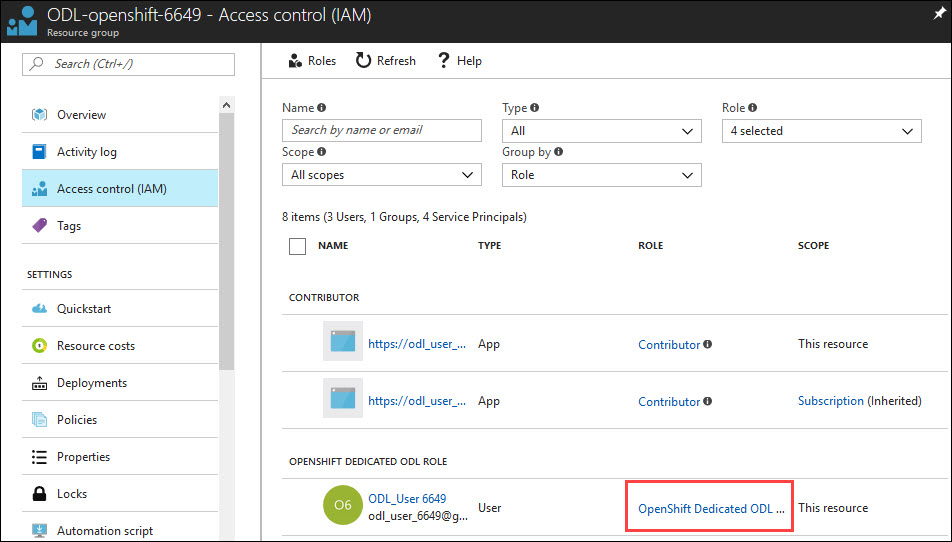 ODL-openshift-6649 - Access control (IAM)
Resource group
Search (Ctrl+/)
Overview
Activity log
Access control (IAM)
Tags
SETTINGS
Quickstart
Resource costs
Deployments
Policies
Properties
Locks
Automation script
Roles Refresh ? Help
Name Type Role
Search by name or email All 4 selected
Scope Group by
All scopes Role
8 items (3 Users, 1 Groups, 4 Service Principals)
NAME TYPE ROLE SCOPE
CONTRIBUTOR
https://odl_user_... App Contributor This resource
https://odl_user_... App Contributor Subscription (Inherited)
OPENSHIFT DEDICATED ODL ROLE
O6 ODL_User 6649 User OpenShift Dedicated ODL ... This resource
odl_user_6649@g...